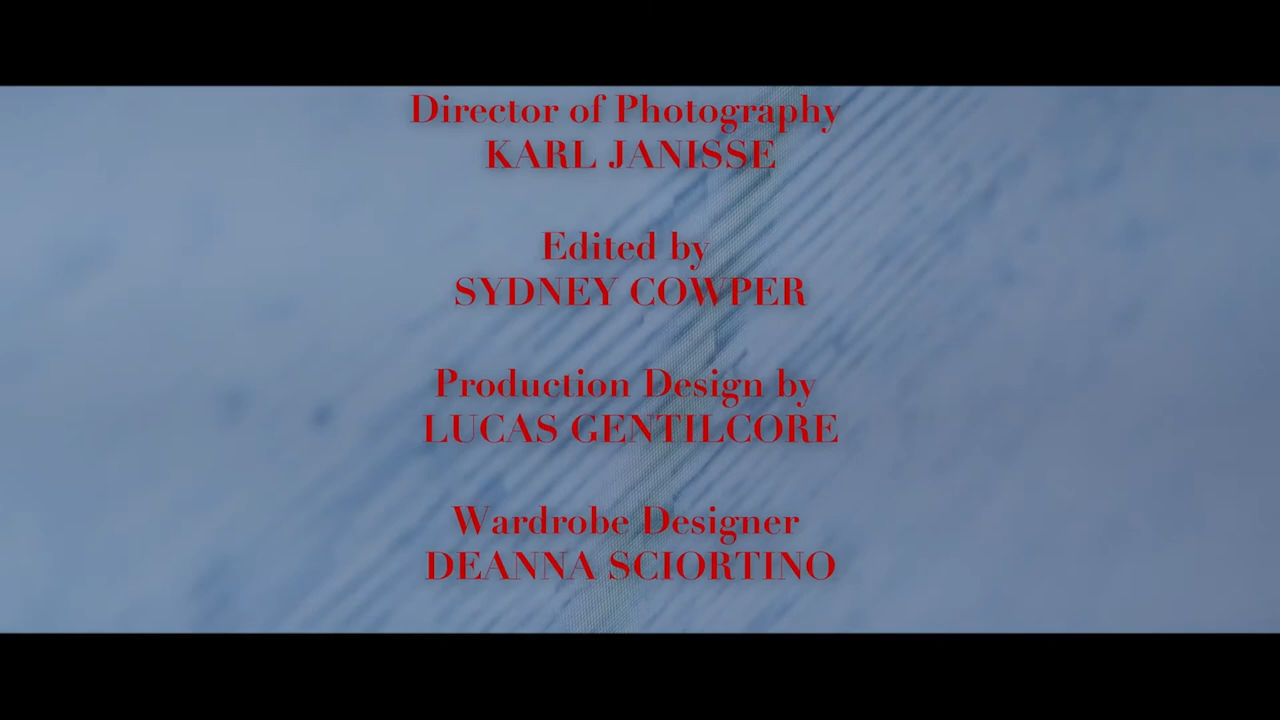 Director of Photography
KARL JANISSE
Edited by
SYDNEY COWPER
Production Design by
LUCAS GENTILCORE
Wardrobe Designer
DEANNA SCIORTINO